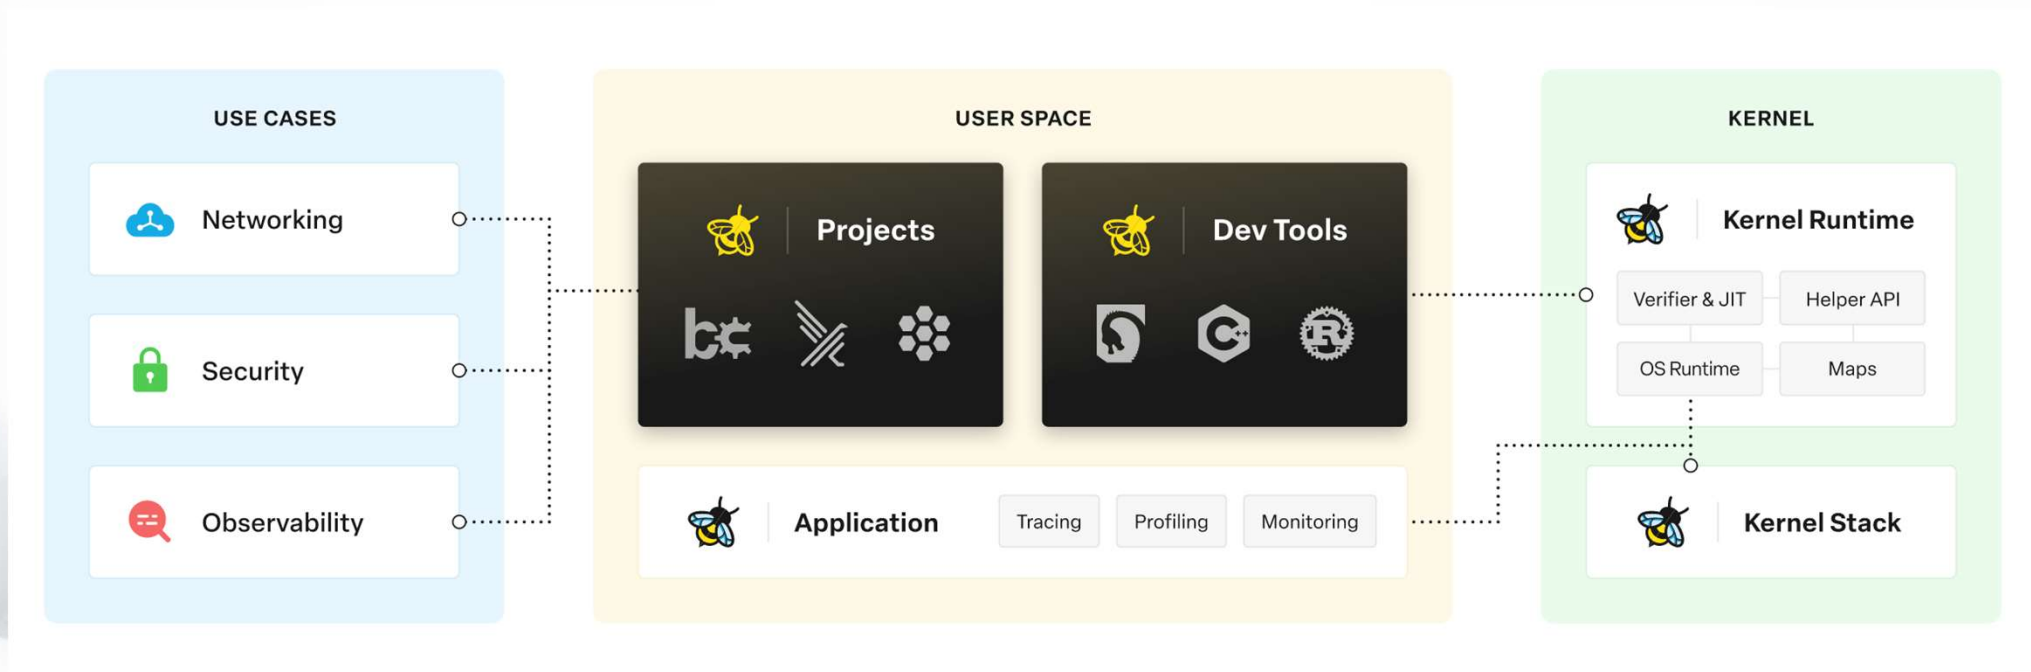 USE CASES
Networking
Security
Observability
USER SPACE
Projects
bc
Dev Tools
C++
R
Application
Tracing
Profiling
Monitoring
KERNEL
Kernel Runtime
Verifier & JIT
Helper API
OS Runtime
Maps
Kernel Stack